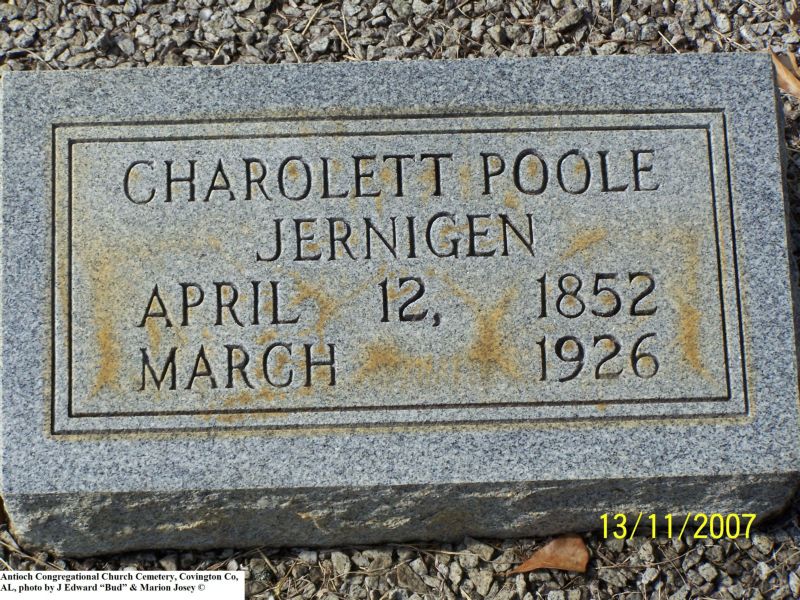 CHAROLETT POOLE
JERNIGEN
APRIL 12, 1852
MARCH 1926
13/11/2007
Antioch Congregational Church Cemetery, Covington Co,
AL, photo by J Edward “Bud” & Marion Josey ©